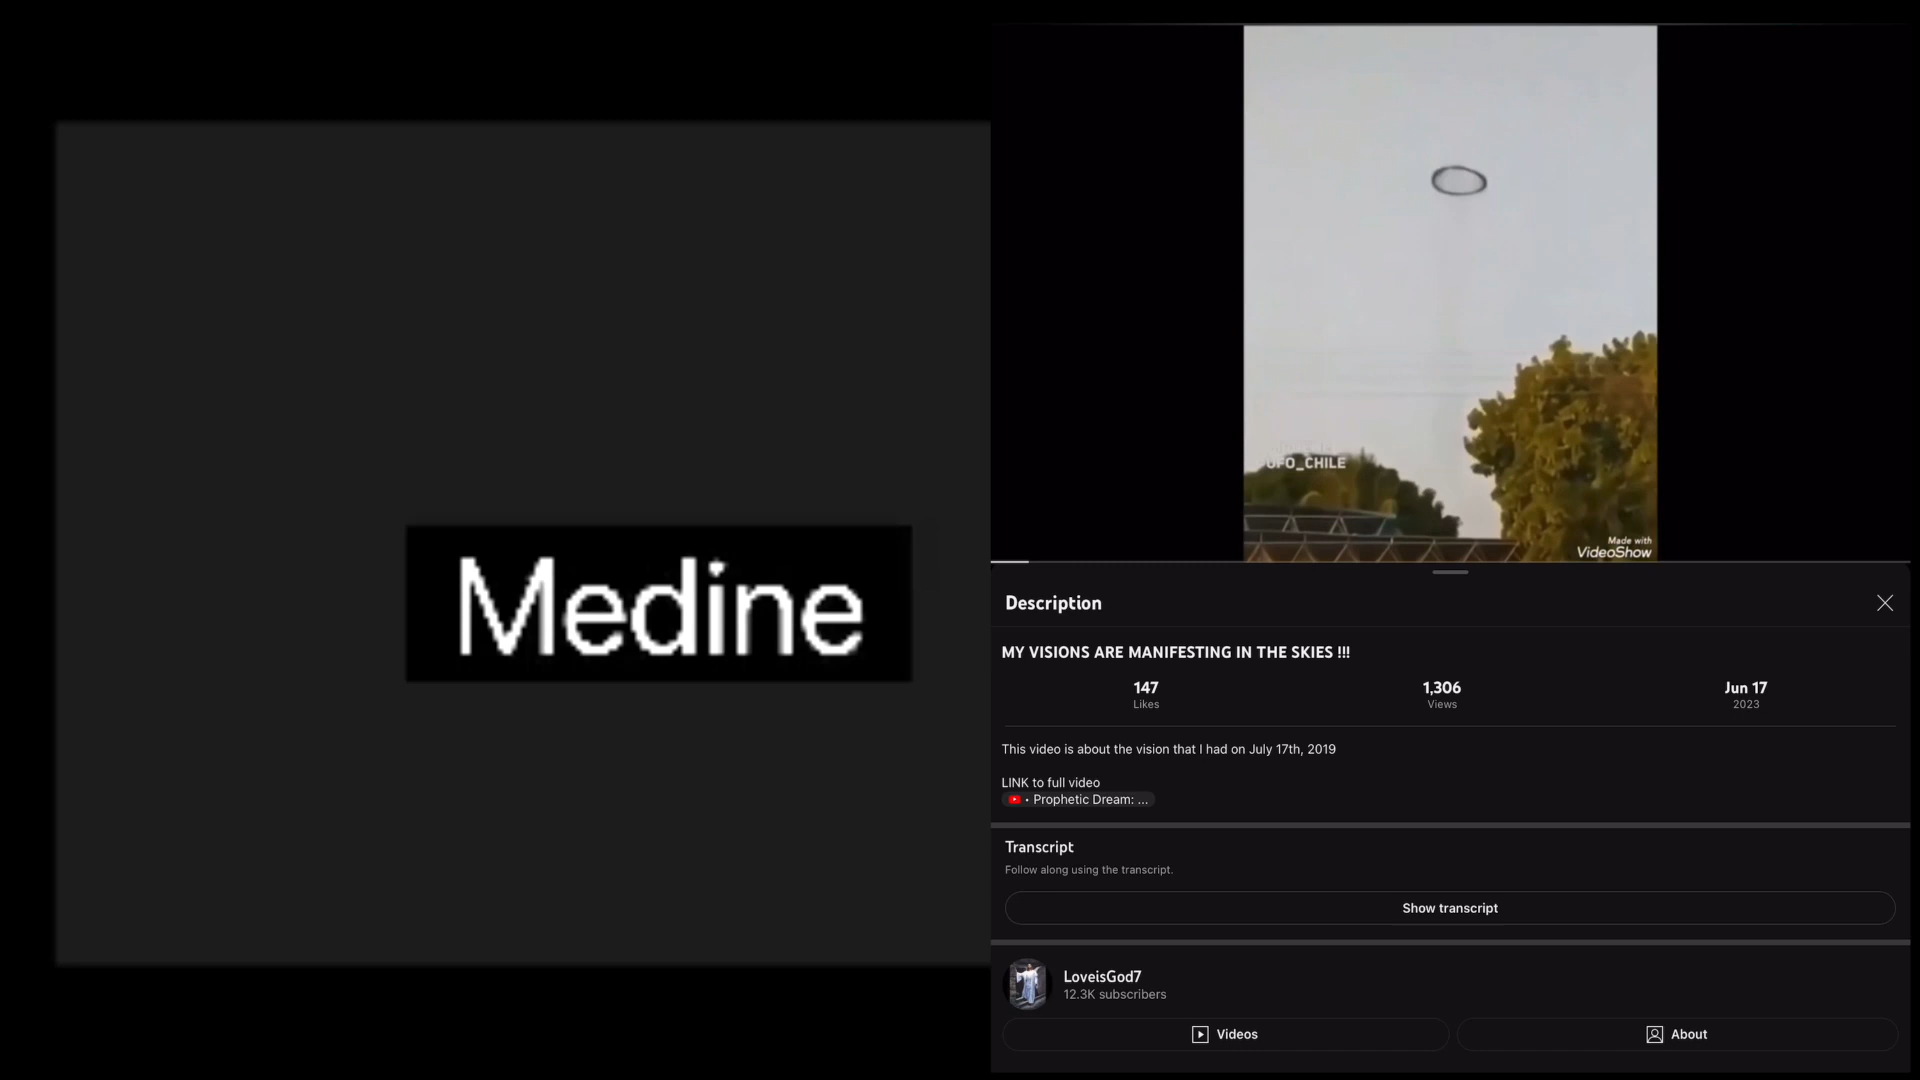 Medine
UFO_CHILE
Made with
VideoShow
Description
MY VISIONS ARE MANIFESTING IN THE SKIES !!!
147
Likes
1,306
Views
Jun 17
2023
This video is about the vision that I had on July 17th, 2019
LINK to full video
• Prophetic Dream: ...
Transcript
Follow along using the transcript.
Show transcript
LoveisGod7
12.3K subscribers
Videos
About